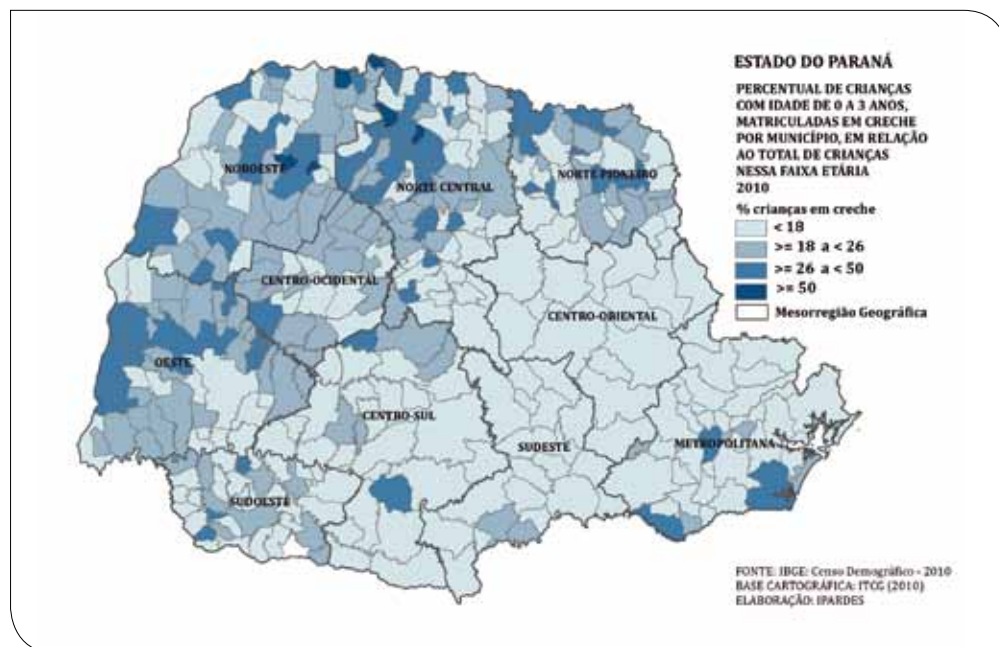 ESTADO DO PARANÁ
PERCENTUAL DE CRIANÇAS
COM IDADE DE 0 A 3 ANOS,
MATRICULADAS EM CRECHE
POR MUNICÍPIO, EM RELAÇÃO
AO TOTAL DE CRIANÇAS
NESSA FAIXA ETÁRIA
2010
% crianças em creche
< 18
>= 18 a < 26
>= 26 a < 50
>= 50
Mesorregião Geográfica
NOROESTE
NORTE CENTRAL
NORTE PIONEIRO
CENTRO-OCIDENTAL
CENTRO-ORIENTAL
OESTE
CENTRO-SUL
SUDESTE
METROPOLITANA
SUDOESTE
FONTE: IBGE: Censo Demográfico - 2010
BASE CARTOGRÁFICA: ITCG (2010)
ELABORAÇÃO: IPARDES